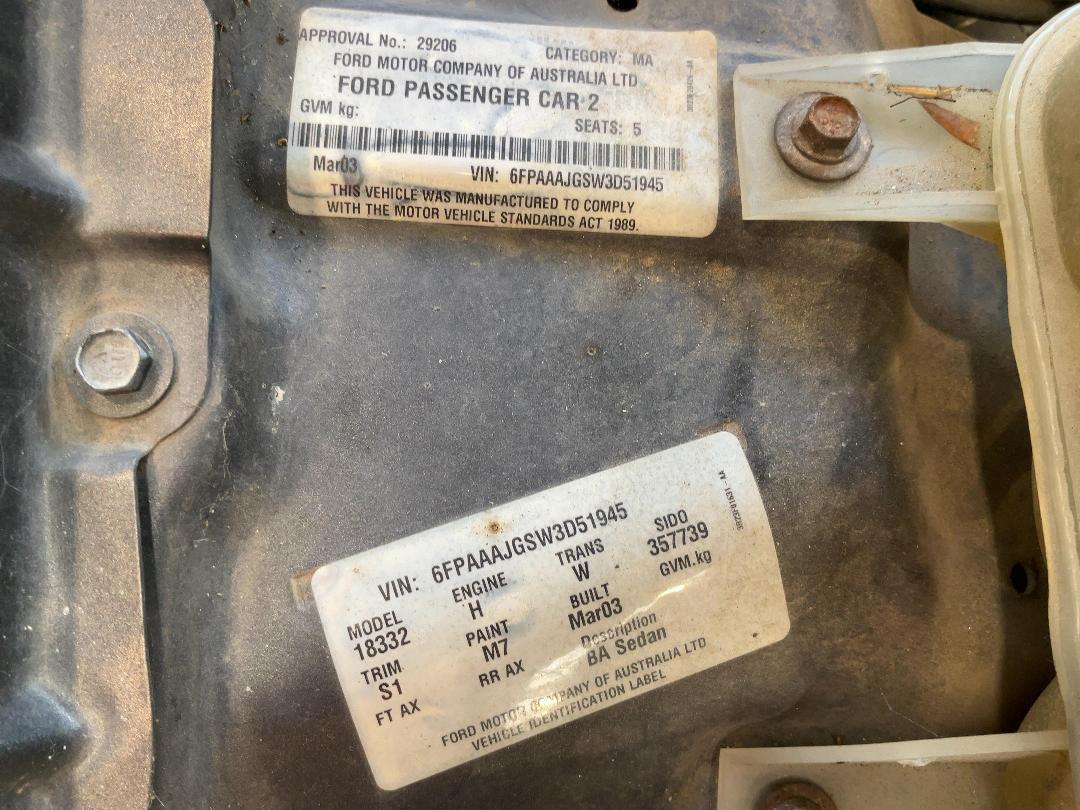 APPROVAL No.: 29206 CATEGORY: MA
FORD MOTOR COMPANY OF AUSTRALIA LTD
FORD PASSENGER CAR 2
GVM kg: SEATS: 5
Mar03 VIN: 6FPAAAJGSW3D51945
THIS VEHICLE WAS MANUFACTURED TO COMPLY
WITH THE MOTOR VEHICLE STANDARDS ACT 1989.
VIN: 6FPAAAJGSW3D51945
MODEL ENGINE TRANS SIDO
18332 H W 357739
TRIM PAINT BUILT GVM.kg
S1 M7 Mar03
FT AX RR AX Description
BA Sedan
FORD MOTOR COMPANY OF AUSTRALIA LTD
VEHICLE IDENTIFICATION LABEL